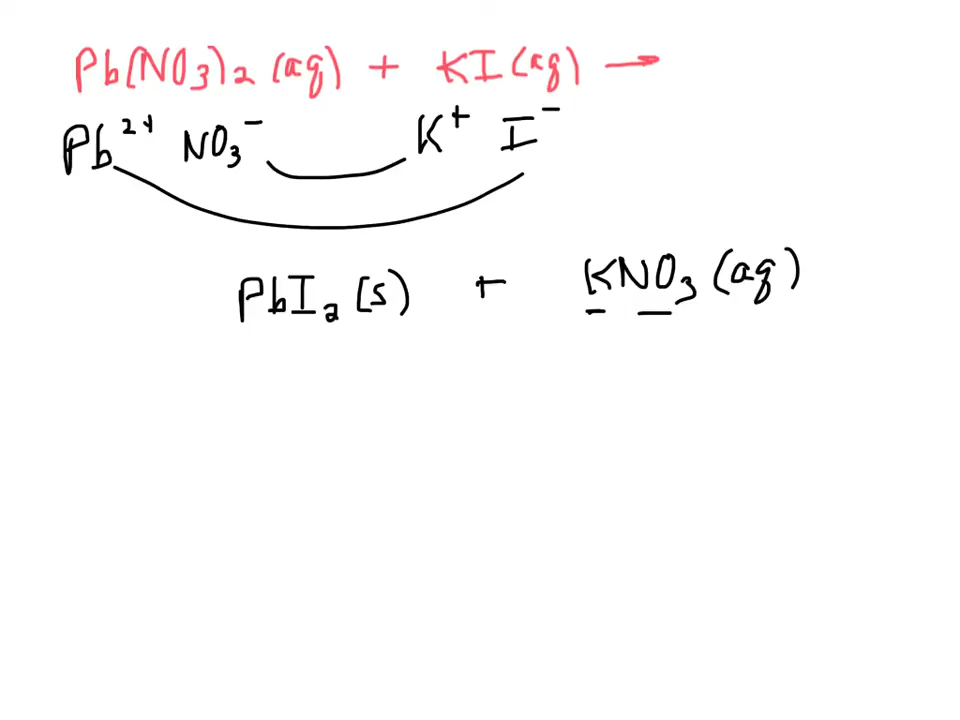 Pb(NO₃)₂ (aq) + KI(aq) →
Pb²⁺ NO₃⁻ K⁺ I⁻
PbI₂ (s) + KNO₃ (aq)